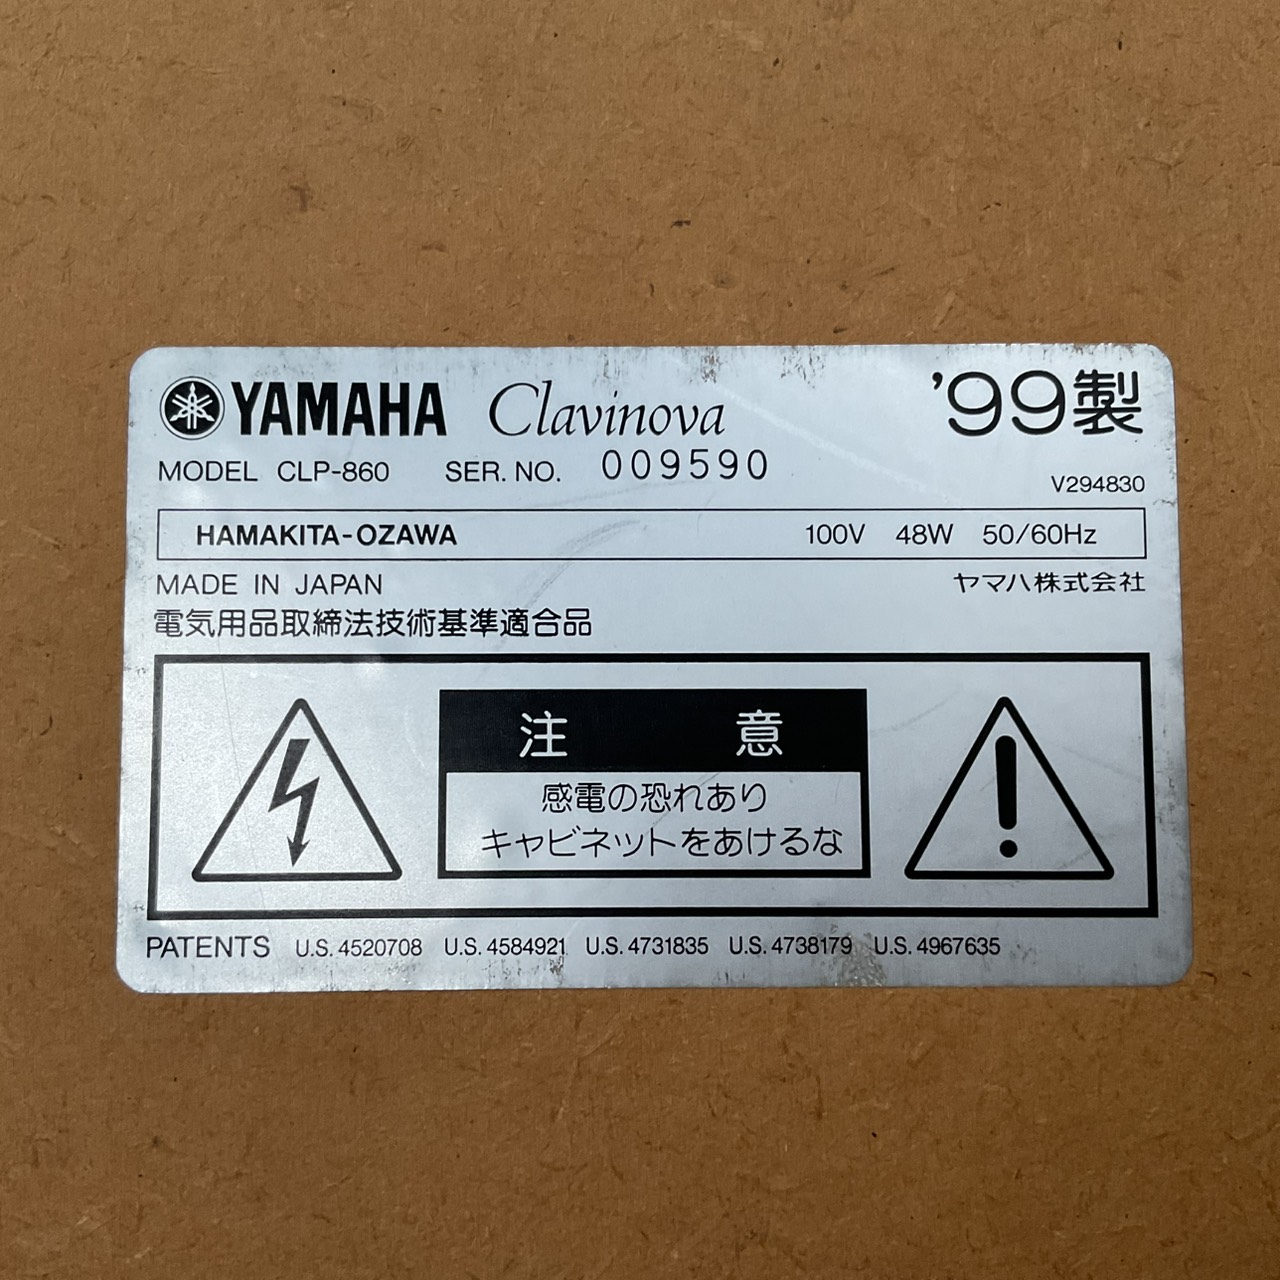 YAMAHA Clavinova '99製
MODEL CLP-860 SER. NO. 009590 V294830
HAMAKITA-OZAWA 100V 48W 50/60Hz
MADE IN JAPAN ヤマハ株式会社
電気用品取締法技術基準適合品
注 意
感電の恐れあり
キャビネットをあけるな
PATENTS U.S. 4520708 U.S. 4584921 U.S. 4731835 U.S. 4738179 U.S. 4967635